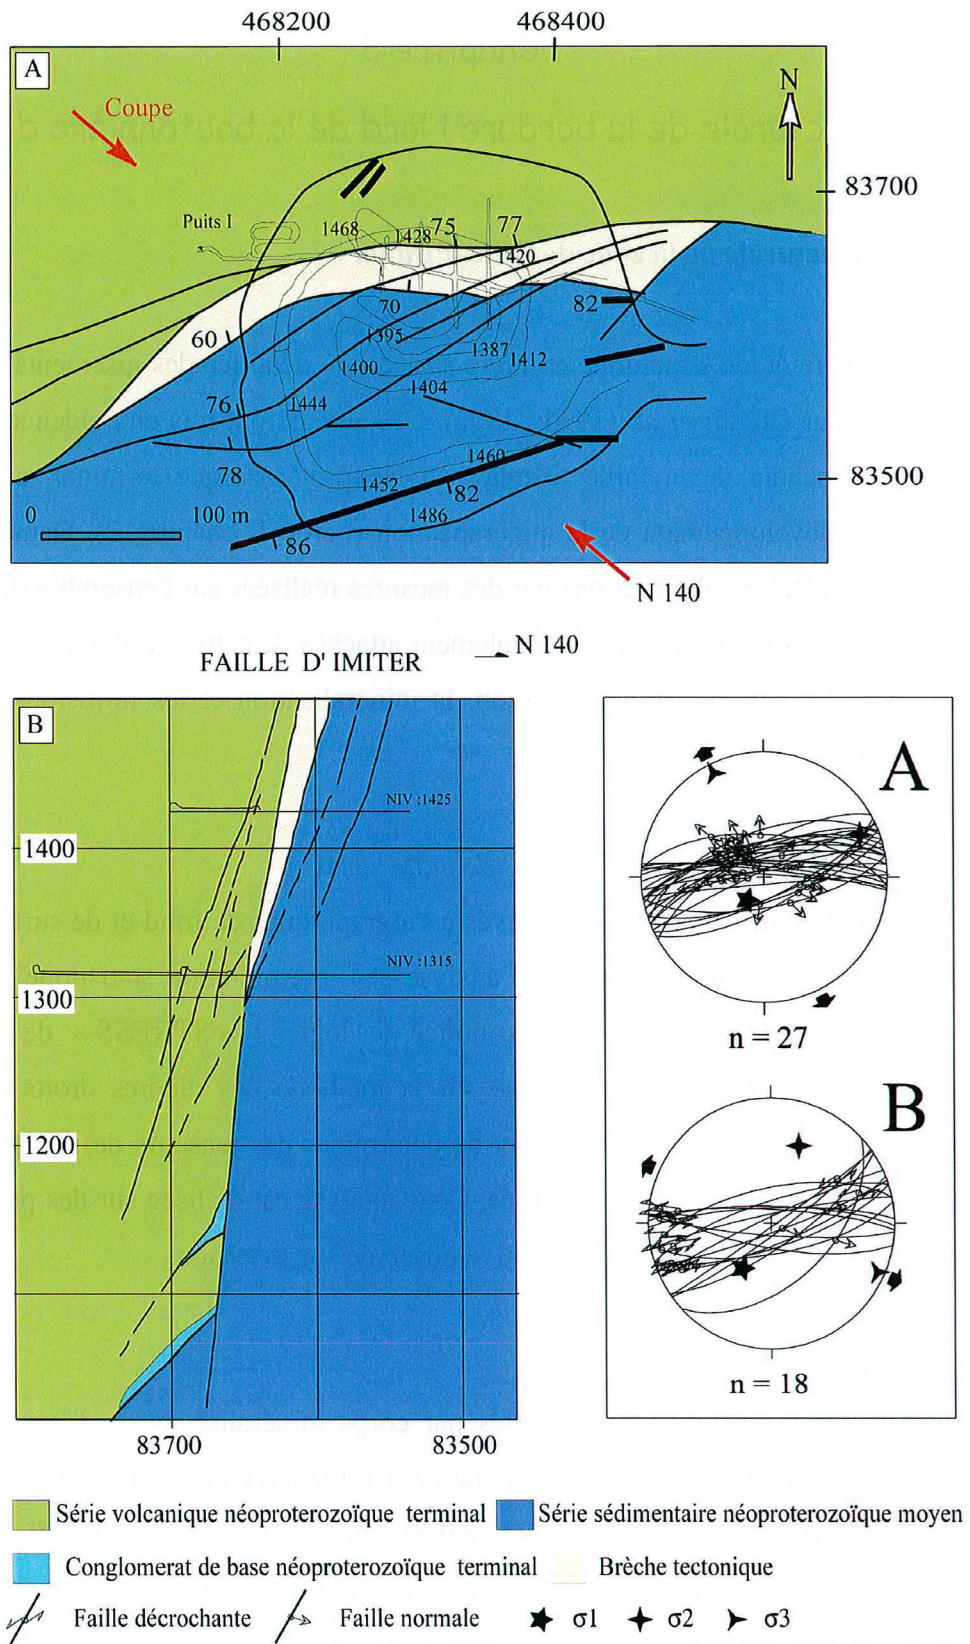 468200
468400
A
Coupe
N
83700
Puits I
1468
1428
75
77
1420
70
82
60
1395
1387
1412
1400
1404
76
1444
78
1460
83500
1452
82
0
100 m
1486
86
N 140
FAILLE D' IMITER
N 140
B
NIV :1425
1400
NIV :1315
1300
1200
83700
83500
A
n = 27
B
n = 18
Série volcanique néoproterozoïque terminal
Série sédimentaire néoproterozoïque moyen
Conglomerat de base néoproterozoïque terminal
Brèche tectonique
Faille décrochante
Faille normale
σ1
σ2
σ3